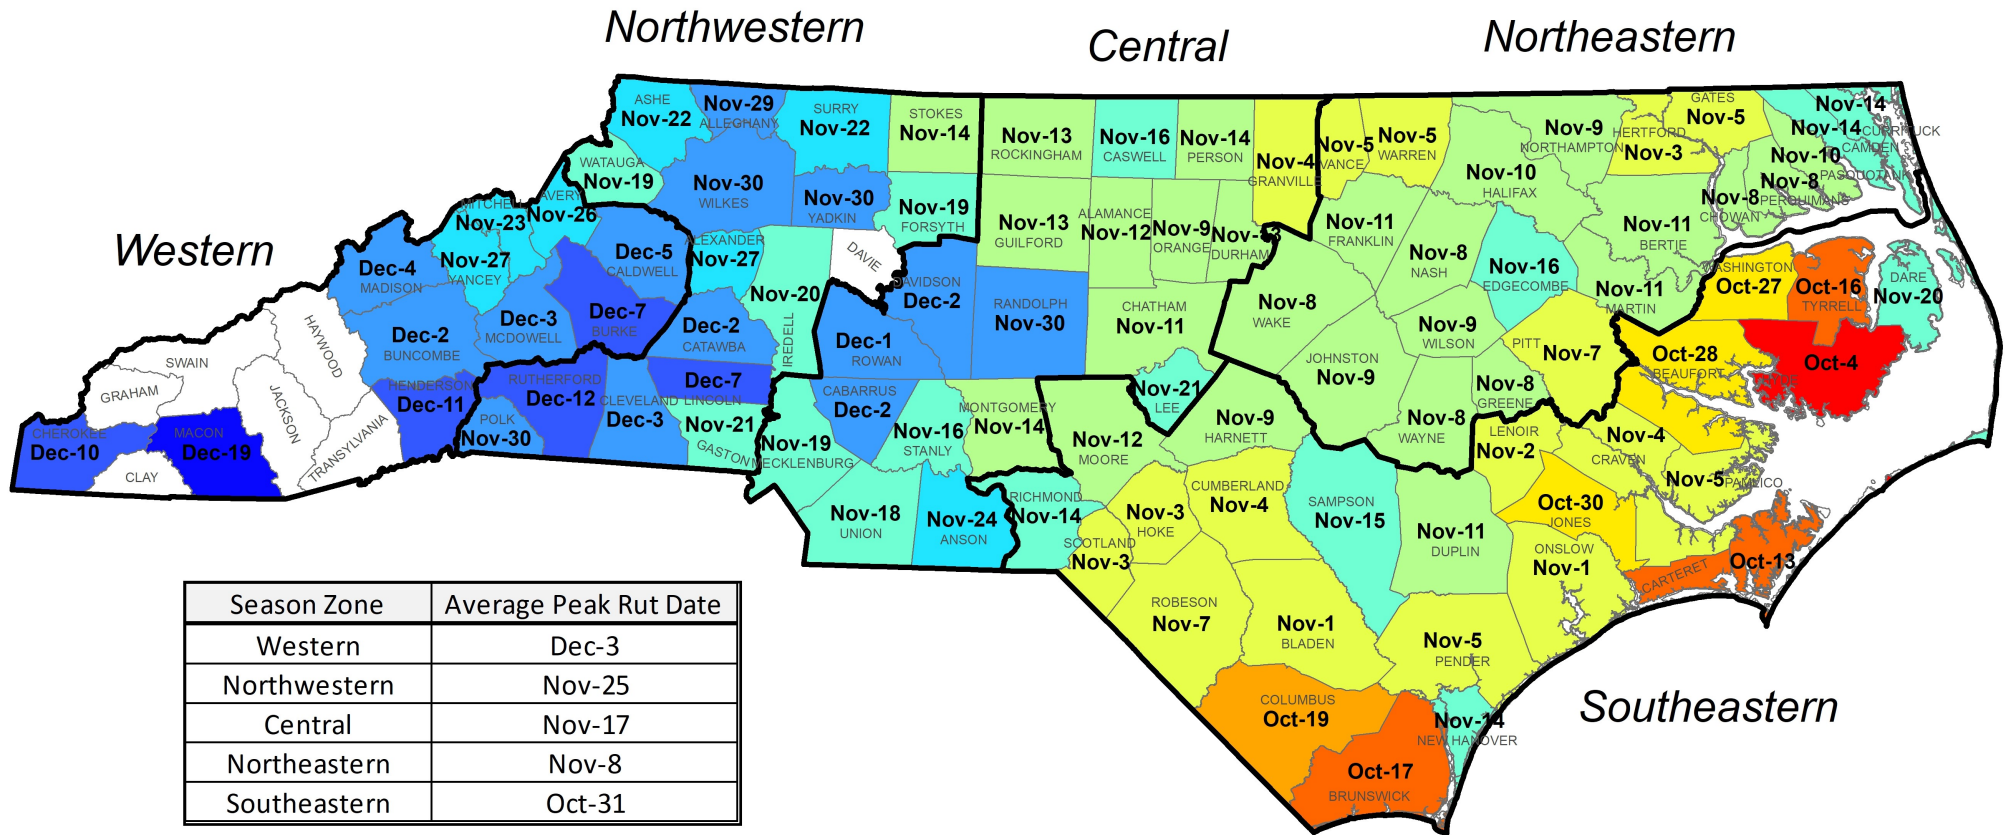 Northwestern
Central
Northeastern
Western
Southeastern
ASHE
Nov-22
Nov-29
ALLEGHANY
SURRY
Nov-22
STOKES
Nov-14
WATAUGA
Nov-19
Nov-30
WILKES
Nov-30
YADKIN
Nov-19
FORSYTH
ALEXANDER
Nov-27
Nov-20
IREDELL
DAVIE
Dec-2
CATAWBA
RUTHERFORD
Dec-12
POLK
Nov-30
CLEVELAND
Dec-3
Dec-7
LINCOLN
Nov-21
GASTON
MITCHELL
Nov-23
AVERY
Nov-26
Nov-27
YANCEY
Dec-5
CALDWELL
Dec-4
MADISON
Dec-2
BUNCOMBE
Dec-3
MCDOWELL
Dec-7
BURKE
HAYWOOD
SWAIN
GRAHAM
JACKSON
TRANSYLVANIA
HENDERSON
Dec-11
CHEROKEE
Dec-10
MACON
Dec-19
CLAY
Nov-13
ROCKINGHAM
Nov-16
CASWELL
Nov-14
PERSON
Nov-4
GRANVILLE
Nov-13
GUILFORD
ALAMANCE
Nov-12
Nov-9
ORANGE
DURHAM
DAVIDSON
Dec-2
RANDOLPH
Nov-30
CHATHAM
Nov-11
Dec-1
ROWAN
CABARRUS
Dec-2
Nov-16
STANLY
MONTGOMERY
Nov-14
Nov-21
LEE
Nov-19
MECKLENBURG
Nov-18
UNION
Nov-24
ANSON
Nov-5
VANCE
Nov-5
WARREN
Nov-9
NORTHAMPTON
Nov-10
HALIFAX
HERTFORD
Nov-3
GATES
Nov-5
Nov-14
CURRITUCK
Nov-14
CAMDEN
Nov-10
PASQUOTANK
Nov-8
PERQUIMANS
Nov-8
CHOWAN
Nov-11
BERTIE
Nov-11
FRANKLIN
Nov-8
NASH
Nov-16
EDGECOMBE
Nov-11
MARTIN
Nov-8
WAKE
Nov-9
WILSON
PITT
Nov-7
JOHNSTON
Nov-9
Nov-8
GREENE
Nov-8
WAYNE
WASHINGTON
Oct-27
Oct-16
TYRRELL
DARE
Nov-20
Oct-28
BEAUFORT
Oct-4
Nov-9
HARNETT
Nov-12
MOORE
RICHMOND
Nov-14
SCOTLAND
Nov-3
Nov-3
HOKE
CUMBERLAND
Nov-4
SAMPSON
Nov-15
Nov-11
DUPLIN
LENOIR
Nov-2
Nov-4
CRAVEN
Nov-5
PAMLICO
Oct-30
JONES
ONSLOW
Nov-1
CARTERET
Oct-13
ROBESON
Nov-7
Nov-1
BLADEN
Nov-5
PENDER
COLUMBUS
Oct-19
Oct-17
BRUNSWICK
Nov-14
NEW HANOVER
Season Zone Average Peak Rut Date
Western Dec-3
Northwestern Nov-25
Central Nov-17
Northeastern Nov-8
Southeastern Oct-31